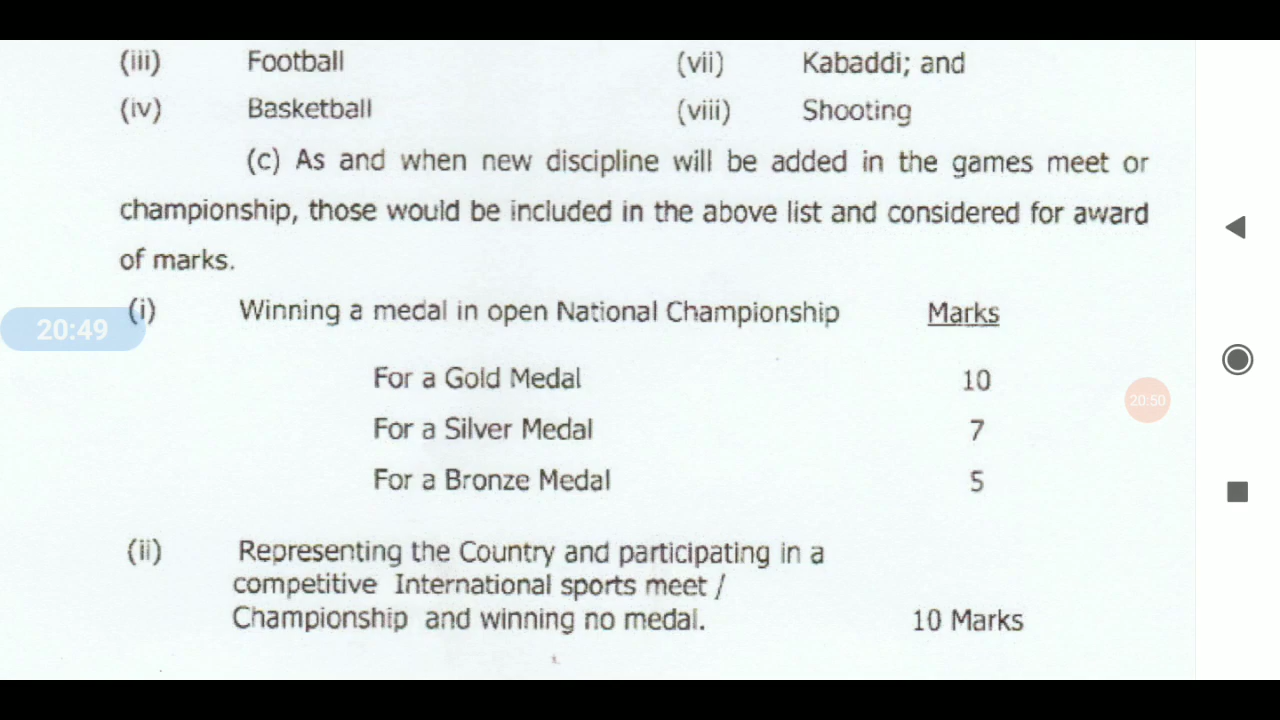 (iii) Football (vii) Kabaddi; and
(iv) Basketball (viii) Shooting
(c) As and when new discipline will be added in the games meet or
championship, those would be included in the above list and considered for award
of marks.
(i) Winning a medal in open National Championship Marks
20:49
For a Gold Medal 10
20:50
For a Silver Medal 7
For a Bronze Medal 5
(ii) Representing the Country and participating in a
competitive International sports meet /
Championship and winning no medal. 10 Marks